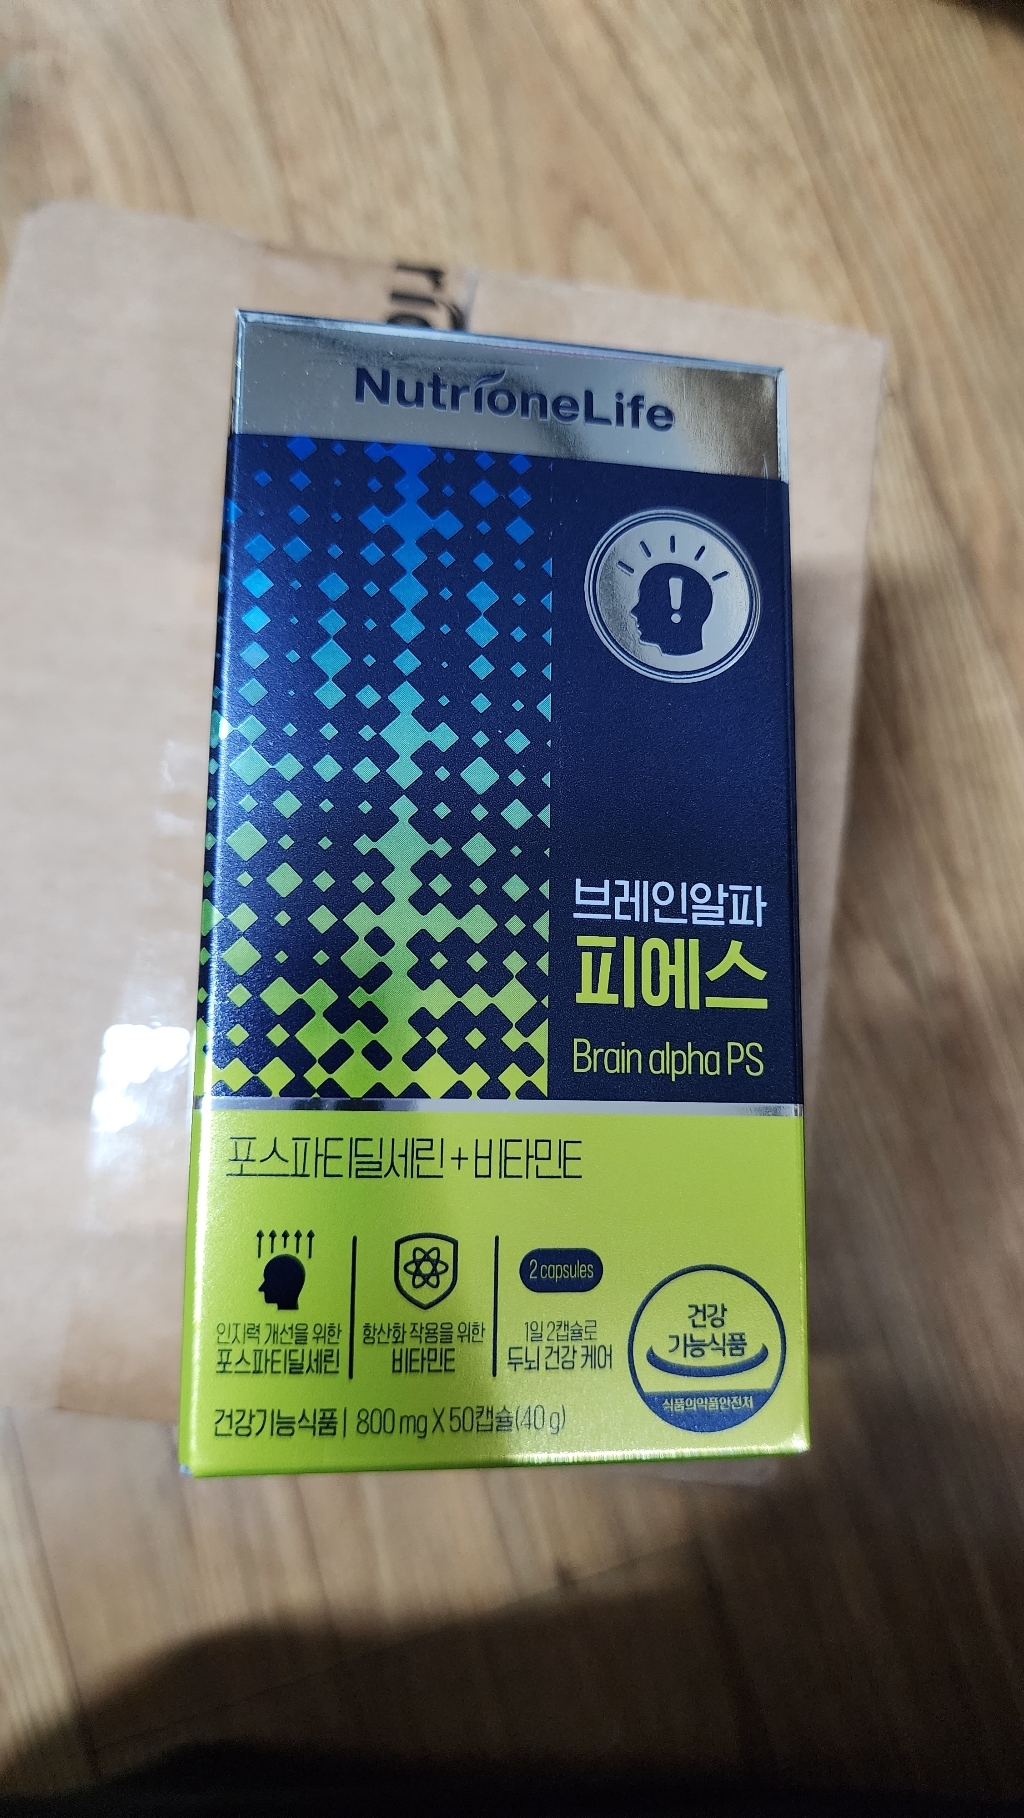 NutrioneLife
브레인알파
피에스
Brain alpha PS
포스파티딜세린 + 비타민E
인지력 개선을 위한
포스파티딜세린
항산화 작용을 위한
비타민E
2 capsules
1일 2캡슐로
두뇌 건강 케어
건강
기능식품
식품의약품안전처
건강기능식품 | 800 mg X 50캡슐(40 g)